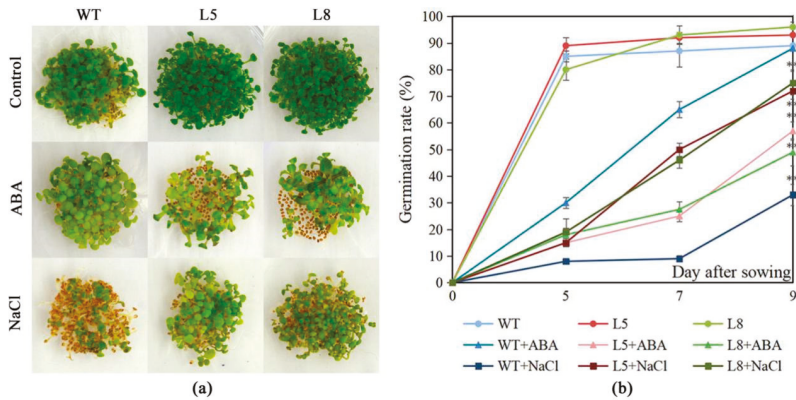 (a)
WT
L5
L8
Control
ABA
NaCl
(a)
100
90
80
70
60
50
40
30
20
10
0
Germination rate (%)
**
**
**
**
**
Day after sowing
0
5
7
9
WT
L5
L8
WT+ABA
L5+ABA
L8+ABA
WT+NaCl
L5+NaCl
L8+NaCl
(b)